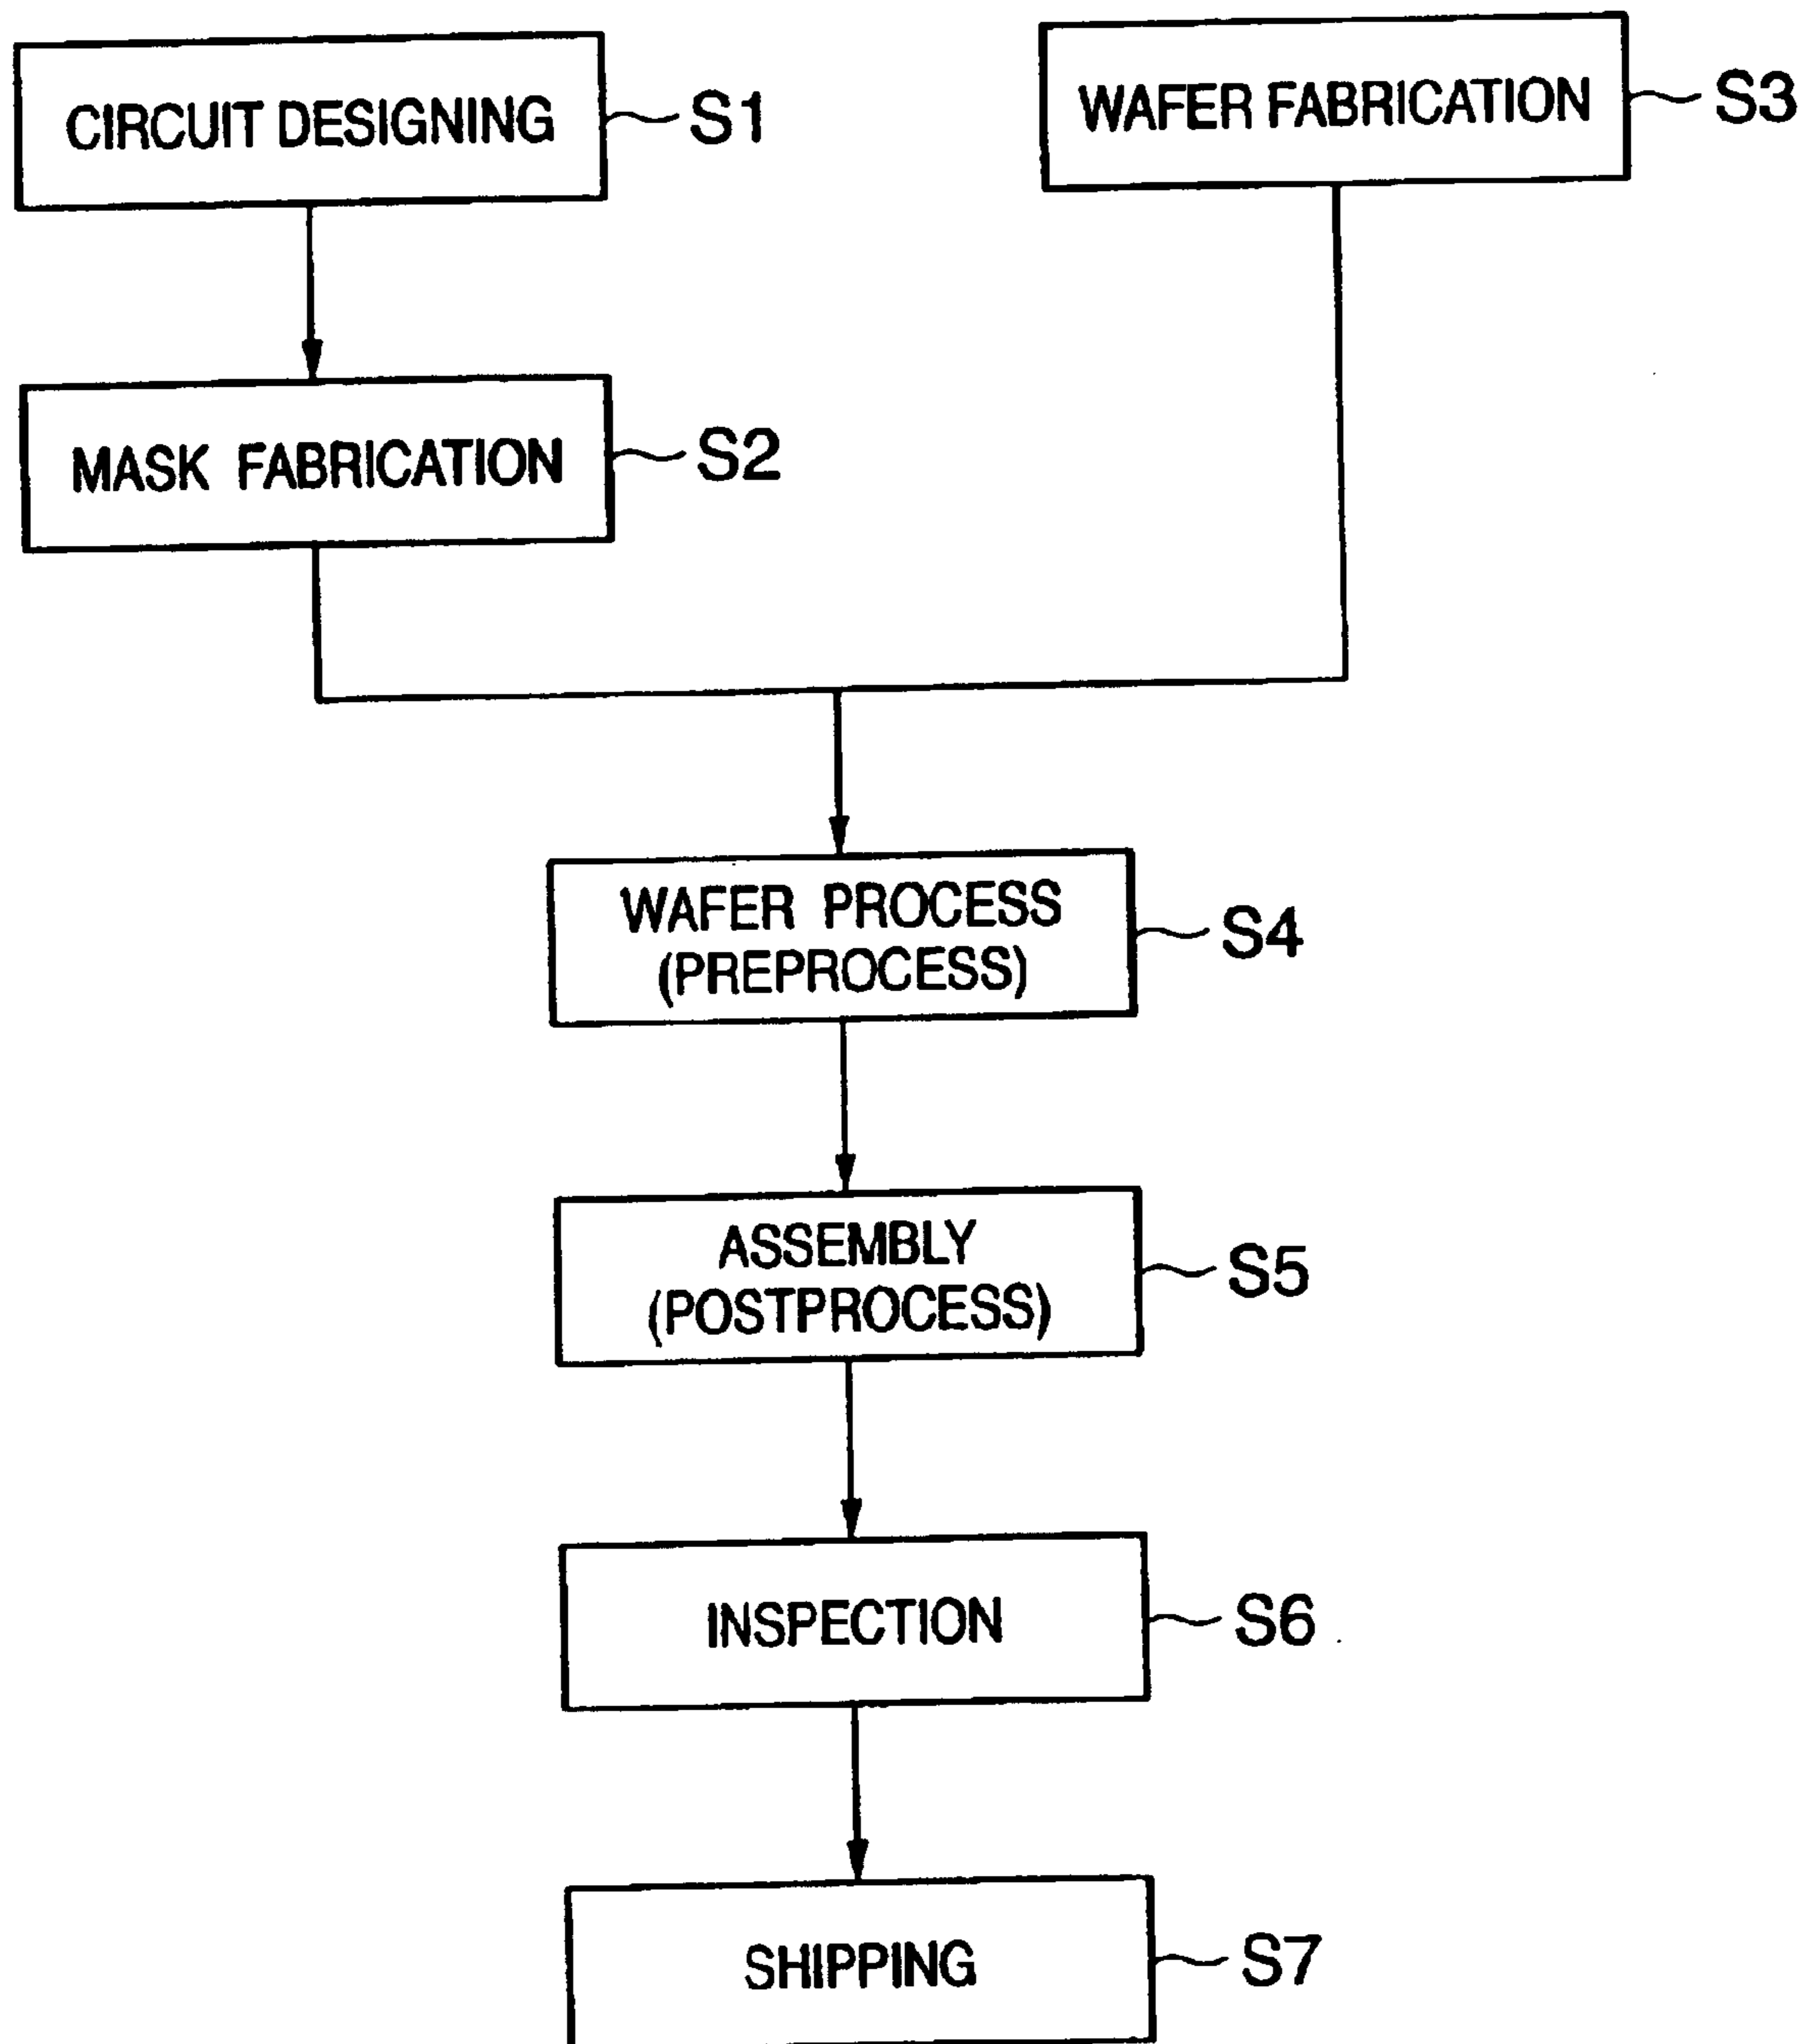 CIRCUIT DESIGNING
S1
WAFER FABRICATION
S3
MASK FABRICATION
S2
WAFER PROCESS
(PREPROCESS)
S4
ASSEMBLY
(POSTPROCESS)
S5
INSPECTION
S6
SHIPPING
S7